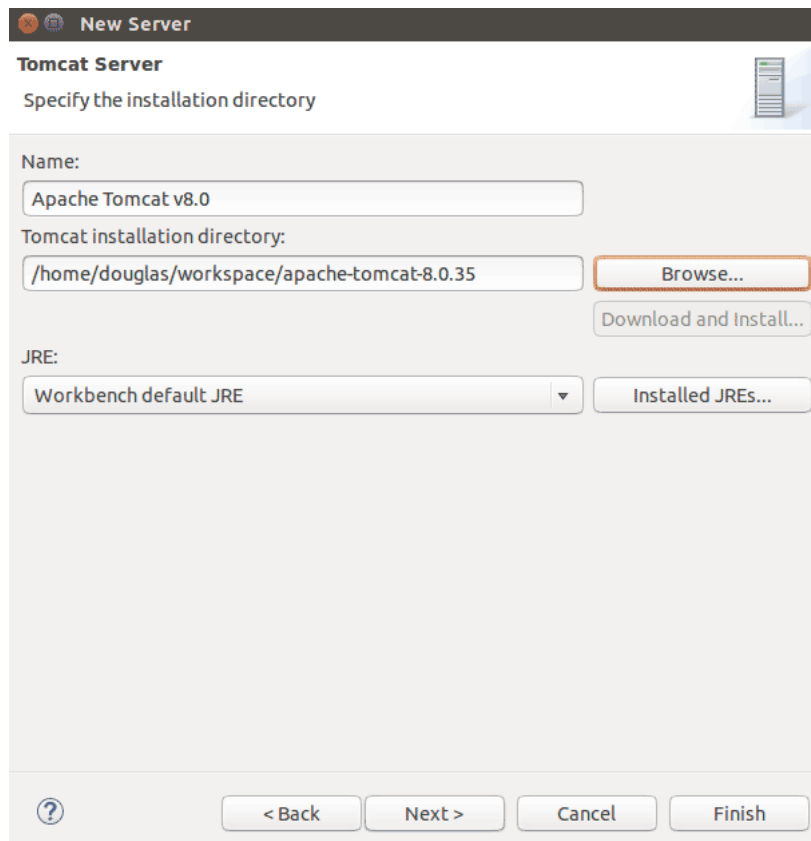 New Server
Tomcat Server
Specify the installation directory
Name:
Apache Tomcat v8.0
Tomcat installation directory:
/home/douglas/workspace/apache-tomcat-8.0.35
Browse...
Download and Install...
JRE:
Workbench default JRE
Installed JREs...
?
< Back
Next >
Cancel
Finish